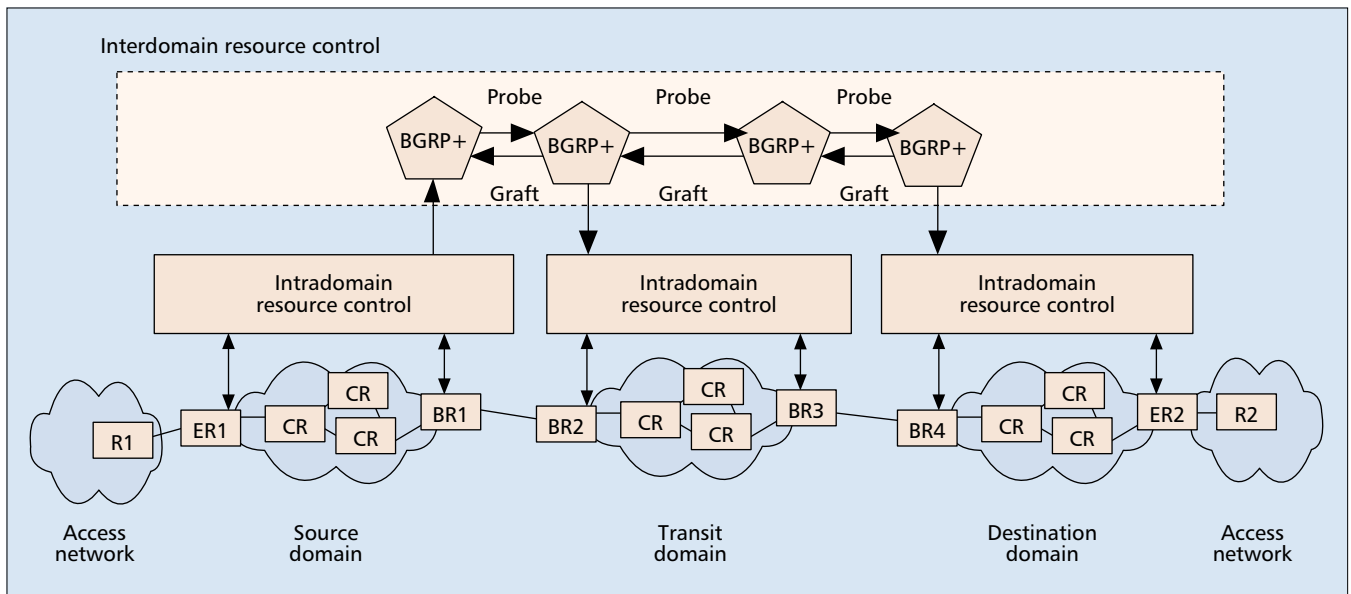 Interdomain resource control
Probe
Probe
Probe
BGRP+
BGRP+
BGRP+
BGRP+
Graft
Graft
Graft
Intradomain
resource control
Intradomain
resource control
Intradomain
resource control
R1
ER1
CR
CR
CR
BR1
BR2
CR
CR
CR
BR3
BR4
CR
CR
CR
ER2
R2
Access
network
Source
domain
Transit
domain
Destination
domain
Access
network